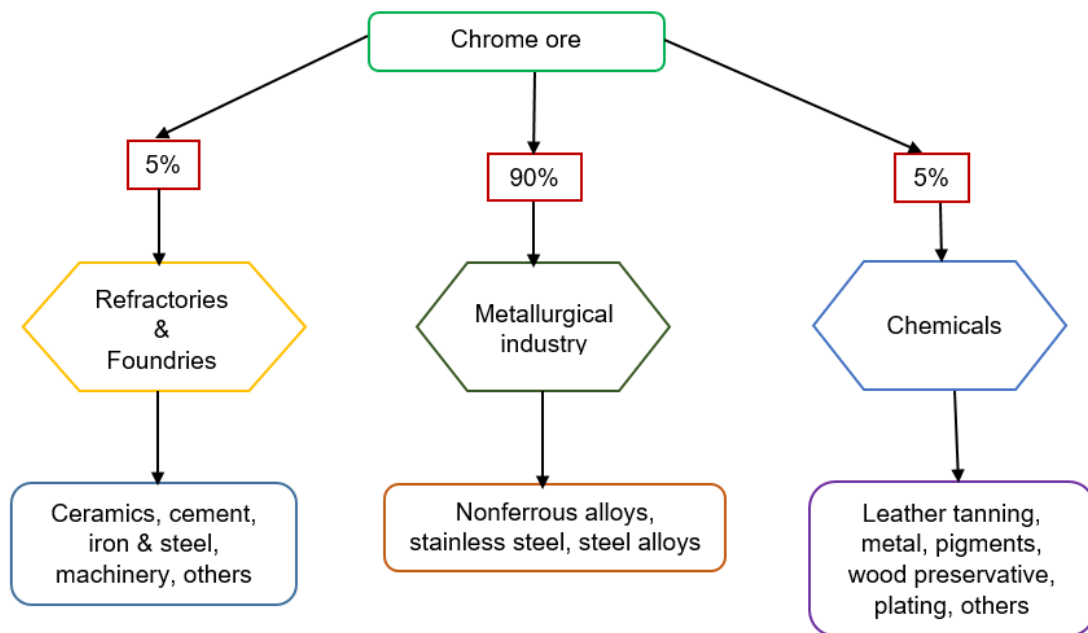 Chrome ore
5%
90%
5%
Refractories
&
Foundries
Metallurgical
industry
Chemicals
Ceramics, cement,
iron & steel,
machinery, others
Nonferrous alloys,
stainless steel, steel alloys
Leather tanning,
metal, pigments,
wood preservative,
plating, others